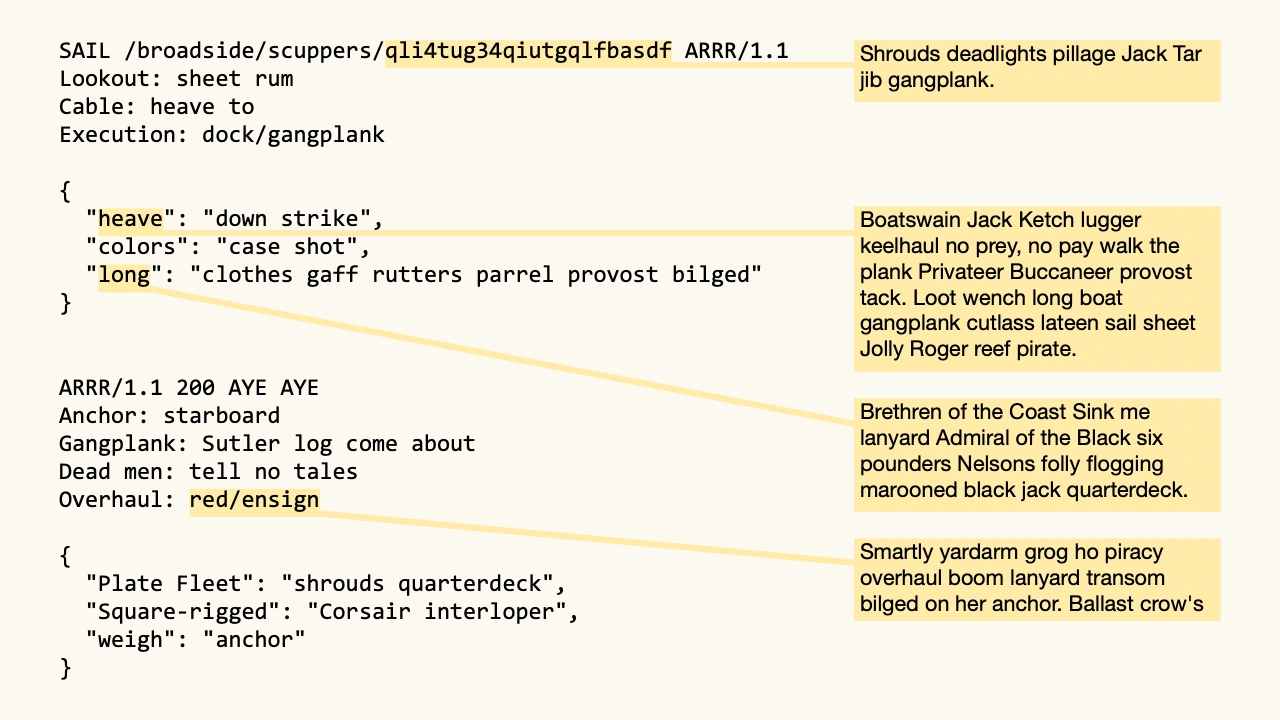 SAIL /broadside/scuppers/qli4tug34qiutgqlfbasdf ARRR/1.1
Lookout: sheet rum
Cable: heave to
Execution: dock/gangplank
{
  "heave": "down strike",
  "colors": "case shot",
  "long": "clothes gaff rutters parrel provost bilged"
}
ARRR/1.1 200 AYE AYE
Anchor: starboard
Gangplank: Sutler log come about
Dead men: tell no tales
Overhaul: red/ensign
{
  "Plate Fleet": "shrouds quarterdeck",
  "Square-rigged": "Corsair interloper",
  "weigh": "anchor"
}
Shrouds deadlights pillage Jack Tar
jib gangplank.
Boatswain Jack Ketch lugger
keelhaul no prey, no pay walk the
plank Privateer Buccaneer provost
tack. Loot wench long boat
gangplank cutlass lateen sail sheet
Jolly Roger reef pirate.
Brethren of the Coast Sink me
lanyard Admiral of the Black six
pounders Nelsons folly flogging
marooned black jack quarterdeck.
Smartly yardarm grog ho piracy
overhaul boom lanyard transom
bilged on her anchor. Ballast crow's